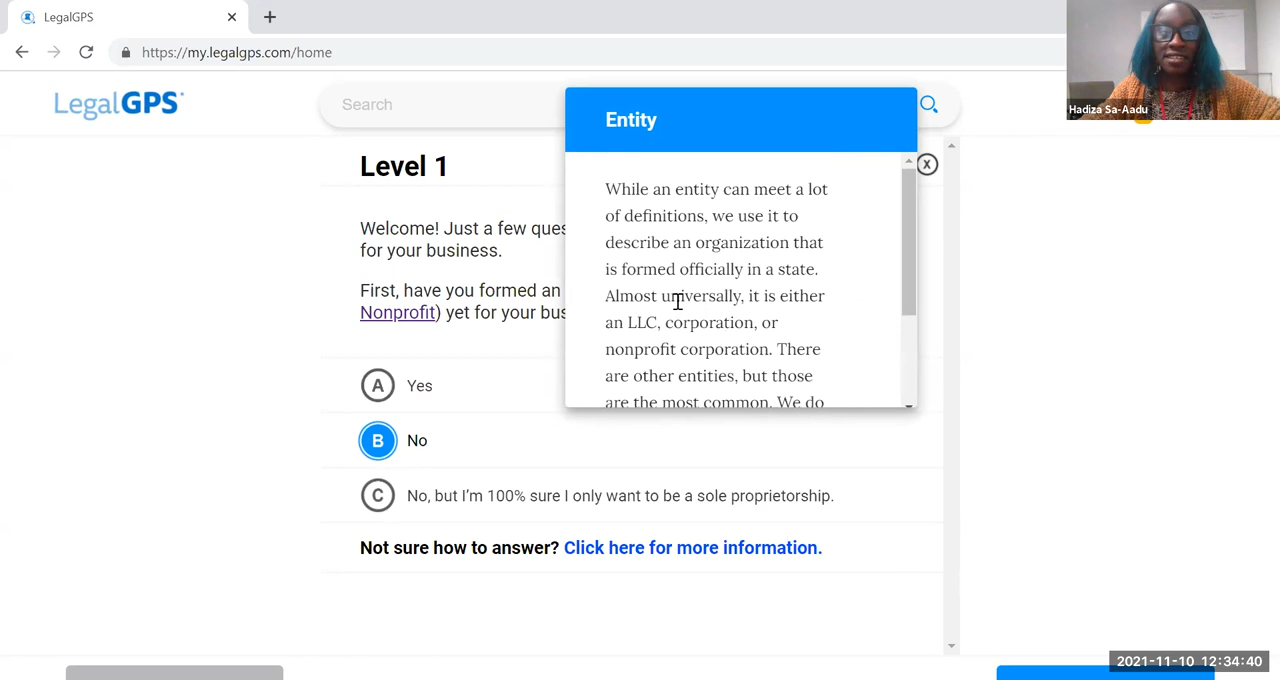 LegalGPS
https://my.legalgps.com/home
Hadiza Sa-Aadu
LegalGPS
Search
Entity
Level 1
X
While an entity can meet a lot
of definitions, we use it to
describe an organization that
is formed officially in a state.
Almost universally, it is either
an LLC, corporation, or
nonprofit corporation. There
are other entities, but those
are the most common. We do
Welcome! Just a few ques
for your business.
First, have you formed an
Nonprofit) yet for your bus
A Yes
B No
C No, but I'm 100% sure I only want to be a sole proprietorship.
Not sure how to answer? Click here for more information.
2021-11-10 12:34:40